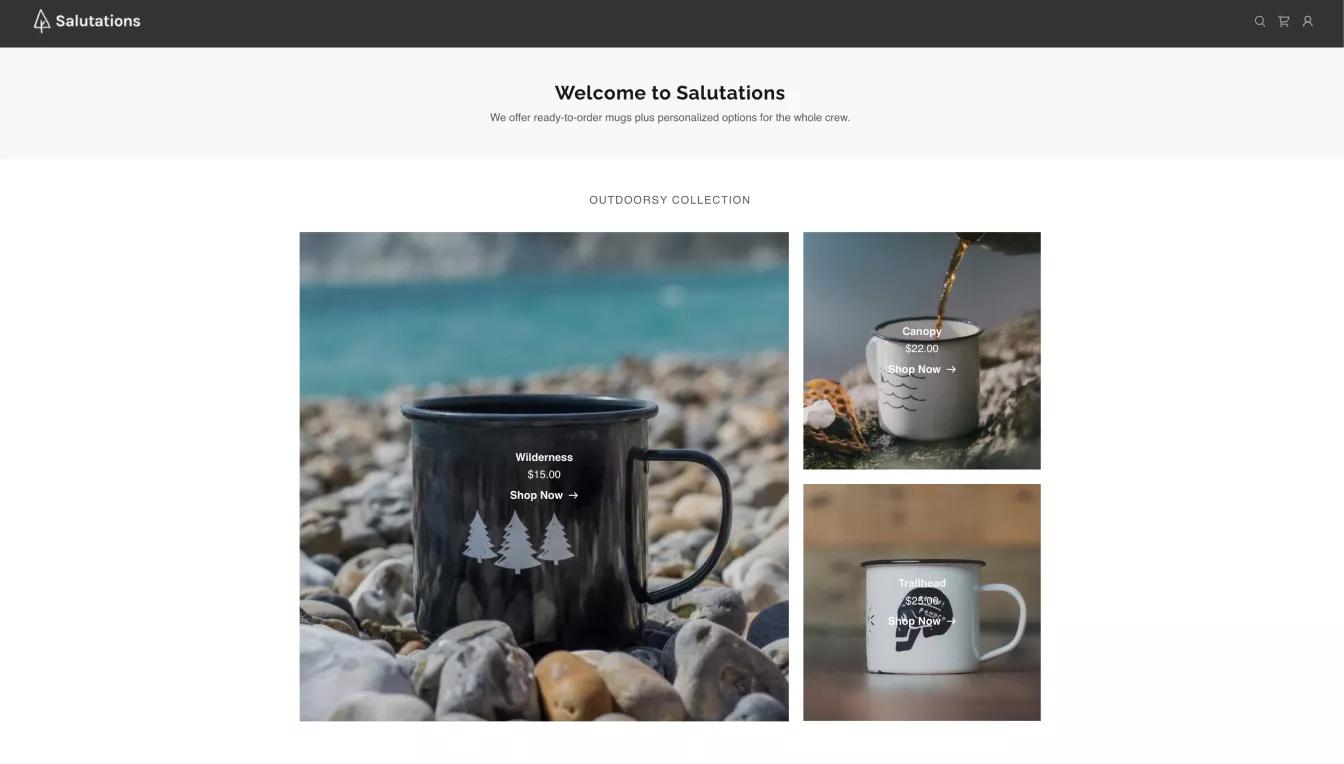 Salutations
Welcome to Salutations
We offer ready-to-order mugs plus personalized options for the whole crew.
OUTDOORSY COLLECTION
Wilderness
$15.00
Shop Now →
Canopy
$22.00
Shop Now →
Trailhead
$25.00
Shop Now →